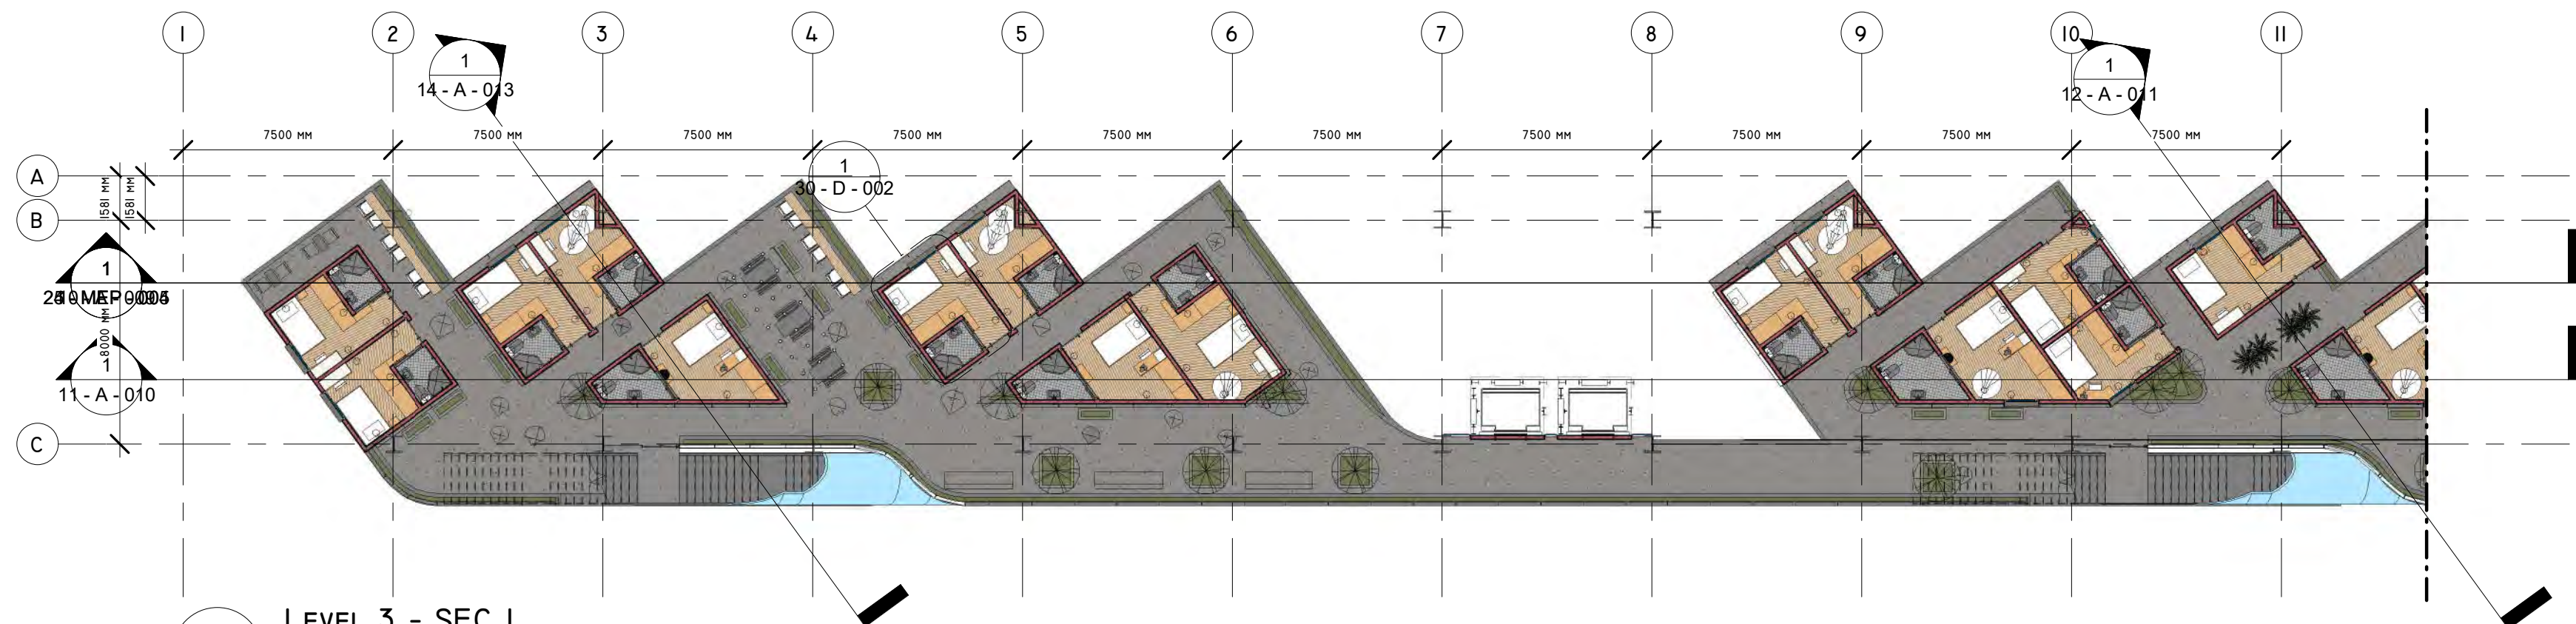 1 2 3 4 5 6 7 8 9 10 11
1
14 - A - 013
1
12 - A - 011
7500 MM 7500 MM 7500 MM 7500 MM 7500 MM 7500 MM 7500 MM 7500 MM 7500 MM 7500 MM
A
1581 MM 1581 MM
1
30 - D - 002
B
1
8000 MM
1
11 - A - 010
C
LEVEL 3 - SEC 1